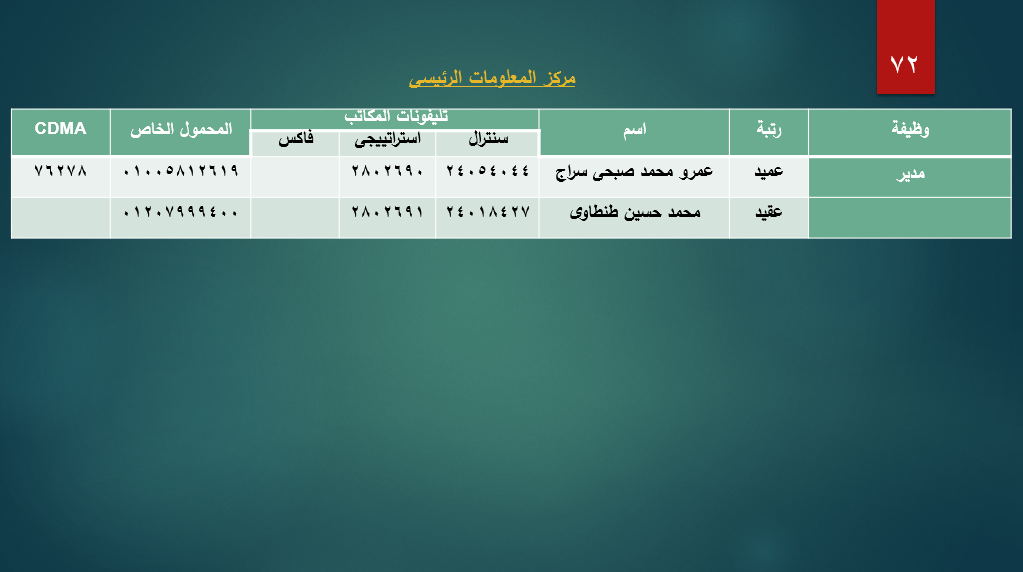 ٧٢
مركز المعلومات الرئيسى
وظيفة رتبة اسم تليفونات المكاتب المحمول الخاص CDMA
سنترال استراتييجى فاكس
مدير عميد عمرو محمد صبحى سراج ٢٤٠٥٤٠٤٤ ٢٨٠٢٦٩٠ ٠١٠٠٥٨١٢٦١٩ ٧٦٢٧٨
عقيد محمد حسين طنطاوى ٢٤٠١٨٤٢٧ ٢٨٠٢٦٩١ ٠١٢٠٧٩٩٩٤٠٠